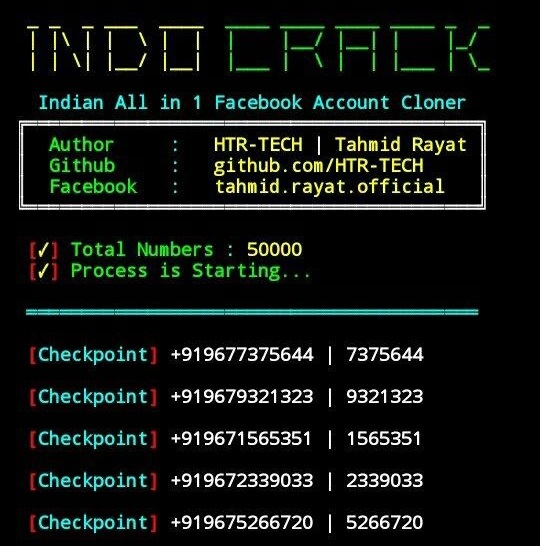 INDO CRACK
Indian All in 1 Facebook Account Cloner
Author : HTR-TECH | Tahmid Rayat
Github : github.com/HTR-TECH
Facebook : tahmid.rayat.official
[✓] Total Numbers : 50000
[✓] Process is Starting...
[Checkpoint] +919677375644 | 7375644
[Checkpoint] +919679321323 | 9321323
[Checkpoint] +919671565351 | 1565351
[Checkpoint] +919672339033 | 2339033
[Checkpoint] +919675266720 | 5266720